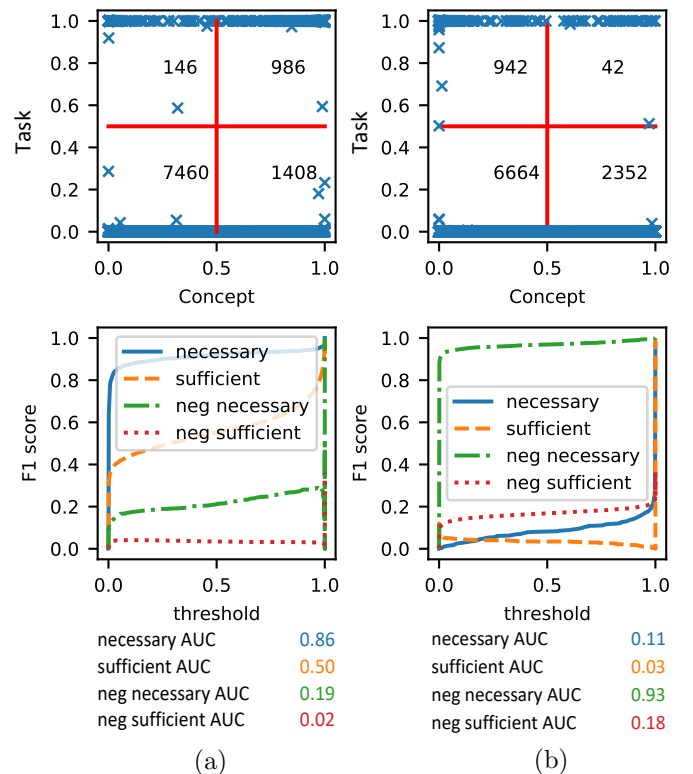 1.0
0.8
0.6
0.4
0.2
0.0
Task
146 986
7460 1408
0.0 0.5 1.0
Concept
1.0
0.8
0.6
0.4
0.2
0.0
Task
942 42
6664 2352
0.0 0.5 1.0
Concept
1.0
0.8
0.6
0.4
0.2
0.0
F1 score
necessary
sufficient
neg necessary
neg sufficient
0.0 0.5 1.0
threshold
1.0
0.8
0.6
0.4
0.2
0.0
F1 score
necessary
sufficient
neg necessary
neg sufficient
0.0 0.5 1.0
threshold
necessary AUC 0.86
sufficient AUC 0.50
neg necessary AUC 0.19
neg sufficient AUC 0.02
(a)
necessary AUC 0.11
sufficient AUC 0.03
neg necessary AUC 0.93
neg sufficient AUC 0.18
(b)